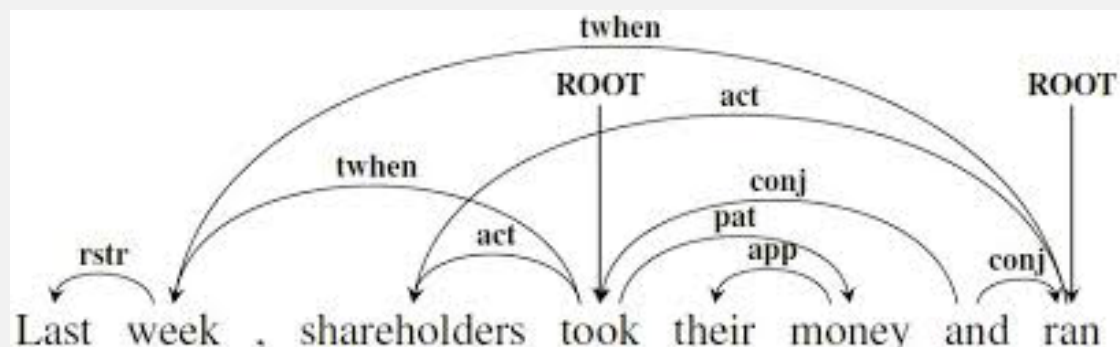 twhen
ROOT ROOT
act
twhen
conj
pat
act
app
rstr
conj
Last week , shareholders took their money and ran